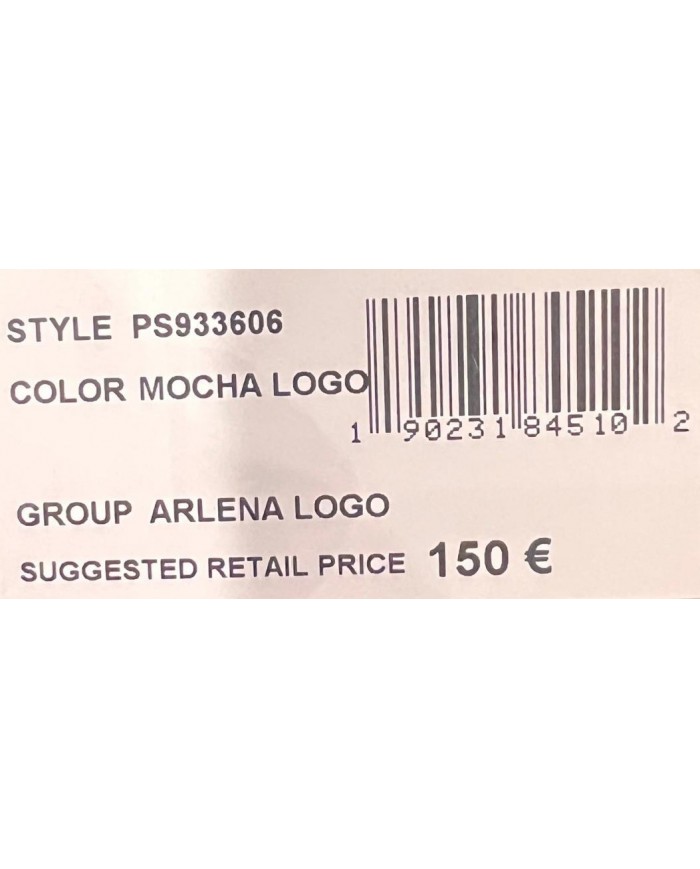 STYLE PS933606
COLOR MOCHA LOGO
1 90231 84510 2
GROUP ARLENA LOGO
SUGGESTED RETAIL PRICE 150 €